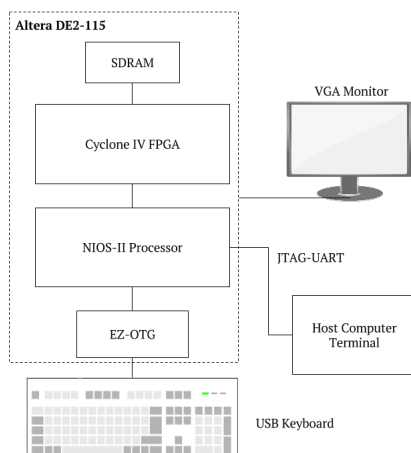 Altera DE2-115
SDRAM
VGA Monitor
Cyclone IV FPGA
NIOS-II Processor
JTAG-UART
EZ-OTG
Host Computer
Terminal
USB Keyboard